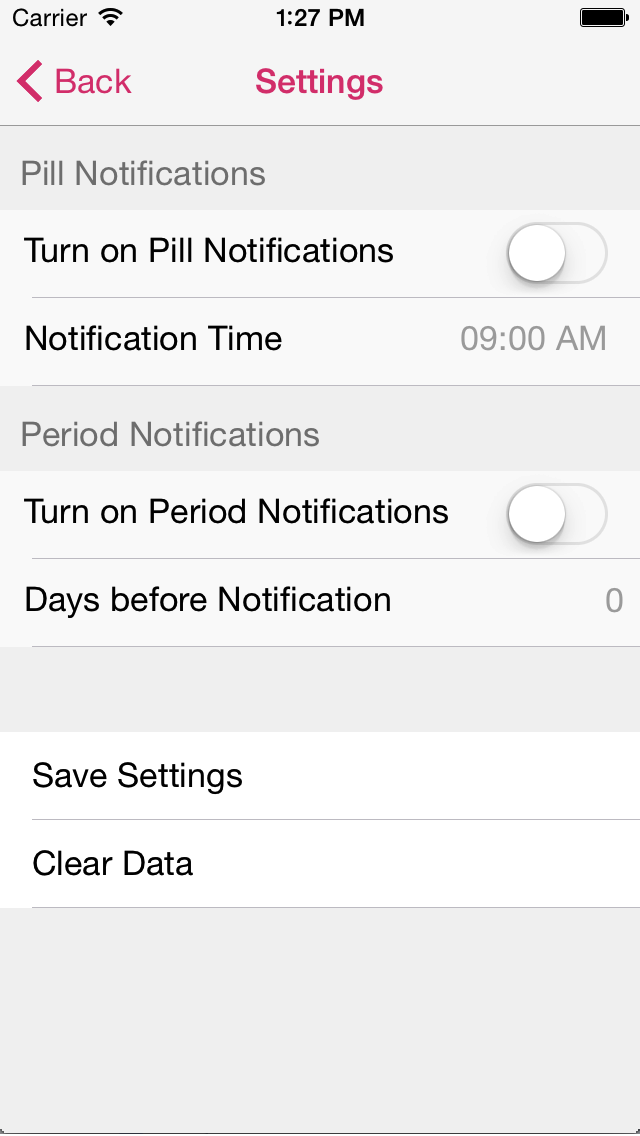 Carrier 1:27 PM
Back Settings
Pill Notifications
Turn on Pill Notifications
Notification Time 09:00 AM
Period Notifications
Turn on Period Notifications
Days before Notification 0
Save Settings
Clear Data